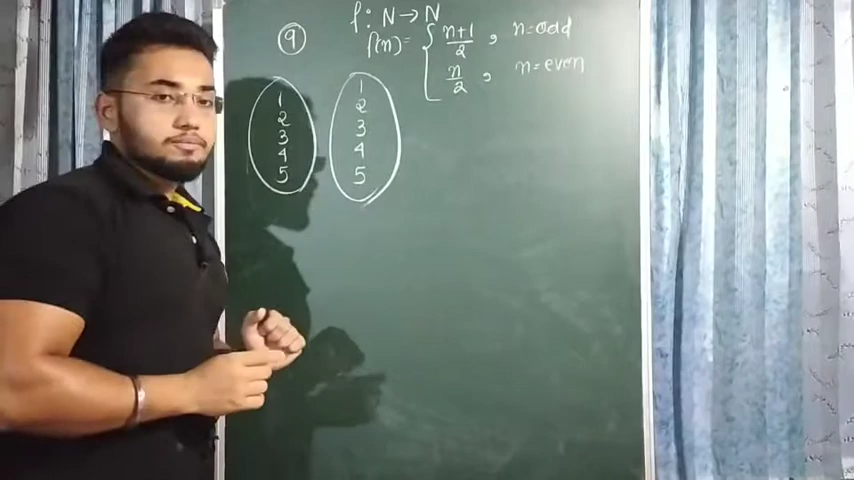 f: N → N
⑨ f(n) = { n+1/2 , n=odd
n/2 , n=even
1 1
2 2
3 3
4 4
5 5